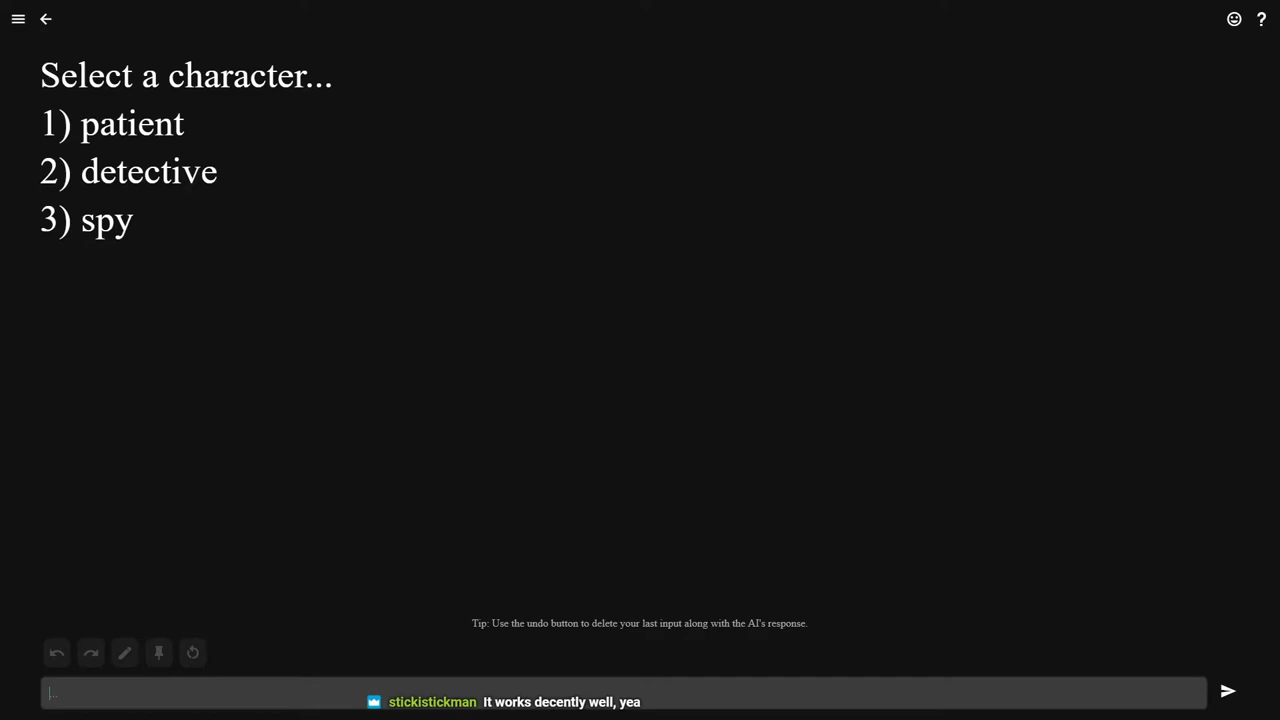 Select a character...
1) patient
2) detective
3) spy
Tip: Use the undo button to delete your last input along with the AI's response.
...
stickistickman It works decently well, yea